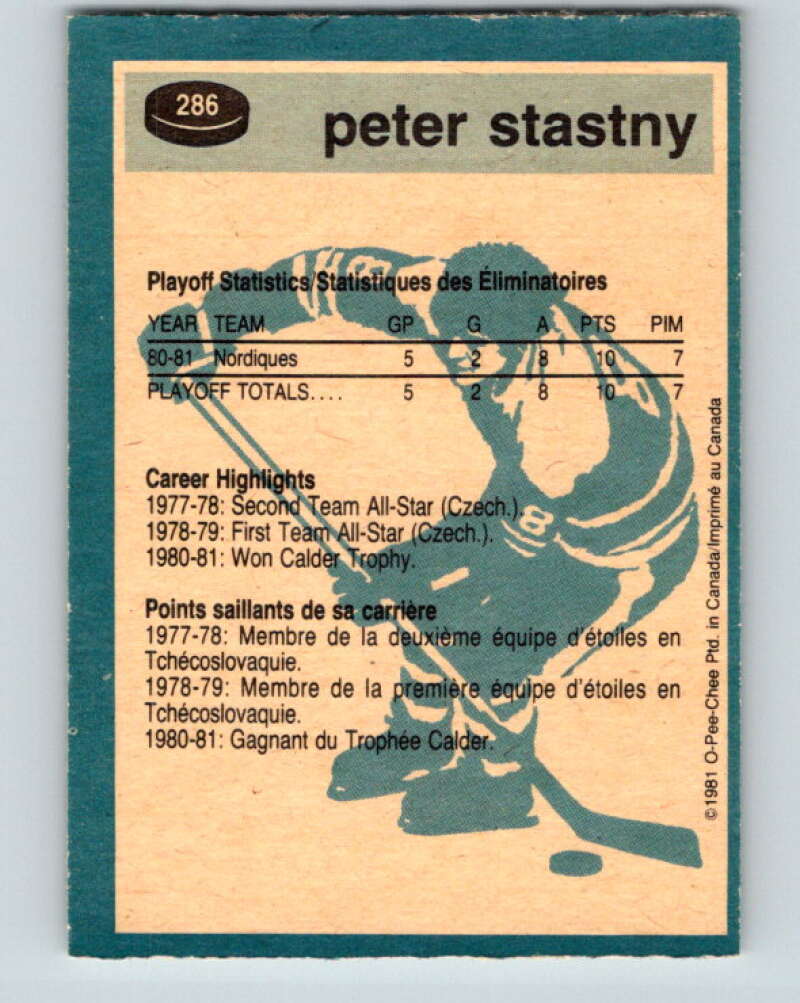 286
peter stastny
Playoff Statistics/Statistiques des Éliminatoires
YEAR TEAM GP G A PTS PIM
80-81 Nordiques 5 2 8 10 7
PLAYOFF TOTALS.... 5 2 8 10 7
Career Highlights
1977-78: Second Team All-Star (Czech.).
1978-79: First Team All-Star (Czech.).
1980-81: Won Calder Trophy.
Points saillants de sa carrière
1977-78: Membre de la deuxième équipe d'étoiles en
Tchécoslovaquie.
1978-79: Membre de la première équipe d'étoiles en
Tchécoslovaquie.
1980-81: Gagnant du Trophée Calder.
8
8
©1981 O-Pee-Chee Ptd. in Canada/Imprimé au Canada